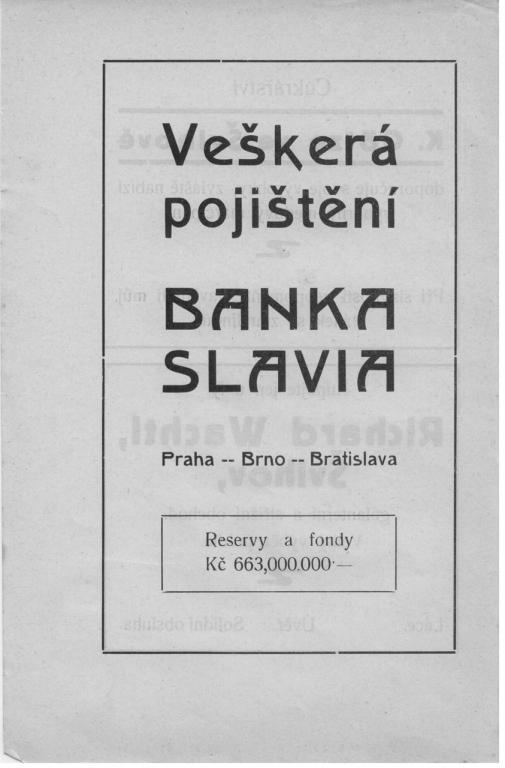 Veškerá
pojištění
BANKA
SLAVIA
Praha -- Brno -- Bratislava
Reservy a fondy
Kč 663,000.000·—